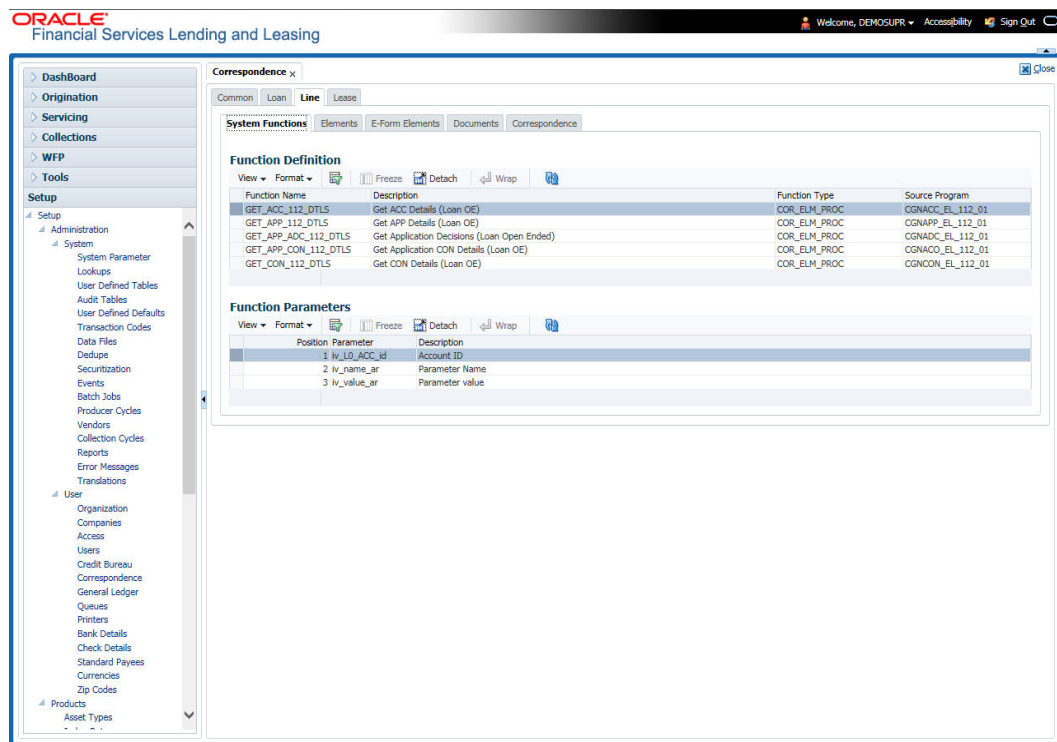 ORACLE
Financial Services Lending and Leasing
Welcome, DEMOSUPR Accessibility Sign Out
Close
DashBoard
Origination
Servicing
Collections
WFP
Tools
Setup
Setup
Administration
System
System Parameter
Lookups
User Defined Tables
Audit Tables
User Defined Defaults
Transaction Codes
Data Files
Dedupe
Securitization
Events
Batch Jobs
Producer Cycles
Vendors
Collection Cycles
Reports
Error Messages
Translations
User
Organization
Companies
Access
Users
Credit Bureau
Correspondence
General Ledger
Queues
Printers
Bank Details
Check Details
Standard Payees
Currencies
Zip Codes
Products
Asset Types
Correspondence
Common Loan Line Lease
System Functions Elements E-Form Elements Documents Correspondence
Function Definition
View Format Freeze Detach Wrap
Function Name Description Function Type Source Program
GET_ACC_112_DTLS Get ACC Details (Loan OE) COR_ELM_PROC CGNACC_EL_112_01
GET_APP_112_DTLS Get APP Details (Loan OE) COR_ELM_PROC CGNAPP_EL_112_01
GET_APP_ADC_112_DTLS Get Application Decisions (Loan Open Ended) COR_ELM_PROC CGNADC_EL_112_01
GET_APP_CON_112_DTLS Get Application CON Details (Loan OE) COR_ELM_PROC CGNACO_EL_112_01
GET_CON_112_DTLS Get CON Details (Loan OE) COR_ELM_PROC CGNCON_EL_112_01
Function Parameters
View Format Freeze Detach Wrap
Position Parameter Description
1 iv_L0_ACC_id Account ID
2 iv_name_ar Parameter Name
3 iv_value_ar Parameter value